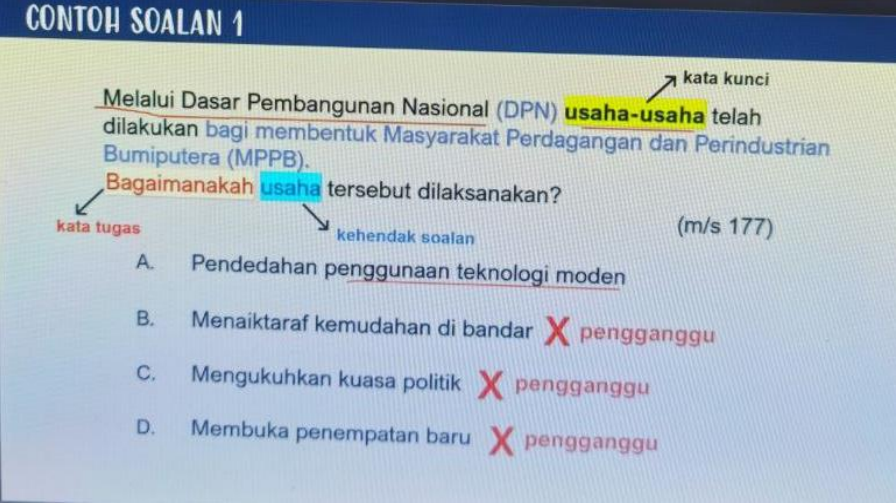 CONTOH SOALAN 1
kata kunci
Melalui Dasar Pembangunan Nasional (DPN) usaha-usaha telah
dilakukan bagi membentuk Masyarakat Perdagangan dan Perindustrian
Bumiputera (MPPB).
Bagaimanakah usaha tersebut dilaksanakan?
(m/s 177)
kata tugas
kehendak soalan
A. Pendedahan penggunaan teknologi moden
B. Menaiktaraf kemudahan di bandar X pengganggu
C. Mengukuhkan kuasa politik X pengganggu
D. Membuka penempatan baru X pengganggu